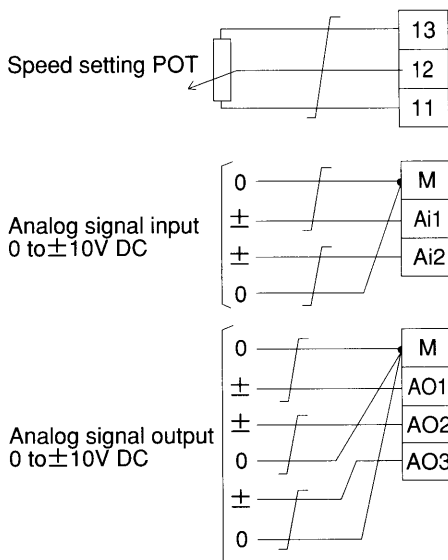 13
Speed setting POT
12
11
0
M
Analog signal input
0 to±10V DC
±
Ai1
±
Ai2
0
0
M
±
AO1
±
AO2
Analog signal output
0 to±10V DC
0
AO3
±
0